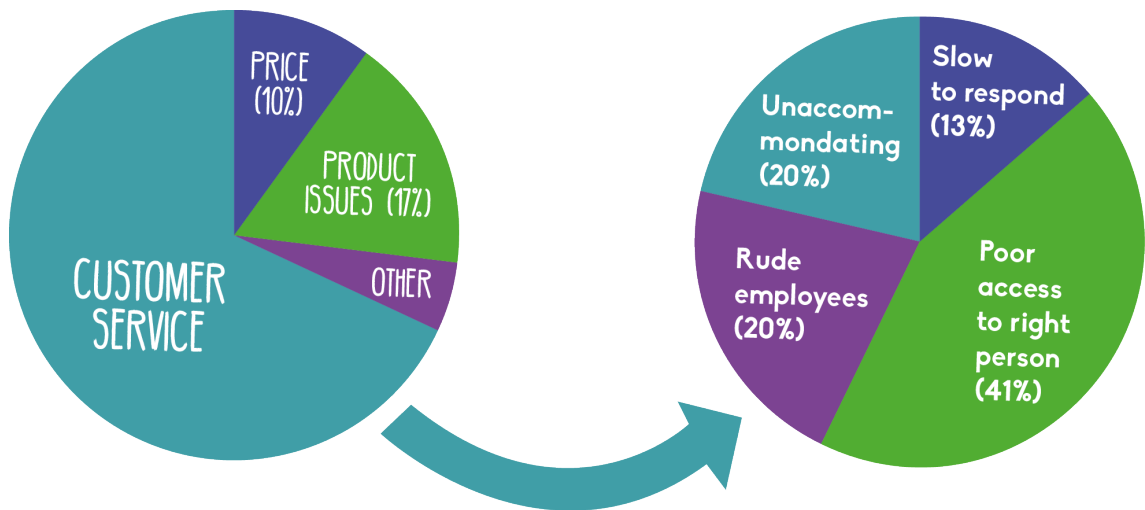 PRICE
(10%)
PRODUCT
ISSUES (17%)
OTHER
CUSTOMER
SERVICE
Slow
to respond
(13%)
Poor
access
to right
person
(41%)
Rude
employees
(20%)
Unaccom-
mondating
(20%)